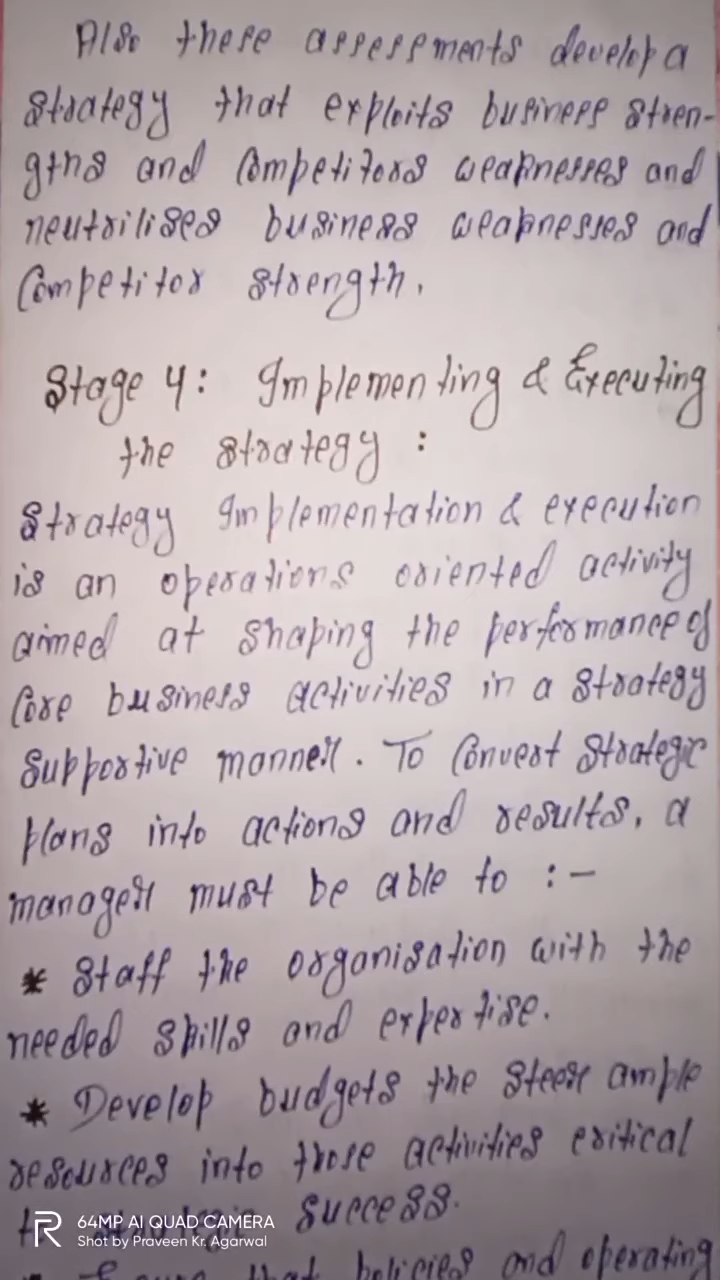 Also these assessments develop a
strategy that exploits business stren-
gths and competitors weaknesses and
neutrilises business weaknesses and
Competitor strength.
Stage 4: Implementing & Executing
the strategy :
Strategy Implementation & execution
is an operations oriented activity
aimed at shaping the performance of
Core business activities in a strategy
supportive manner. To Convert strategic
plans into actions and results, a
manager must be able to :-
* Staff the organisation with the
needed skills and expertise.
* Develop budgets the steer ample
resources into those activities critical
success.
64MP AI QUAD CAMERA
Shot by Praveen Kr. Agarwal
that policies and operating